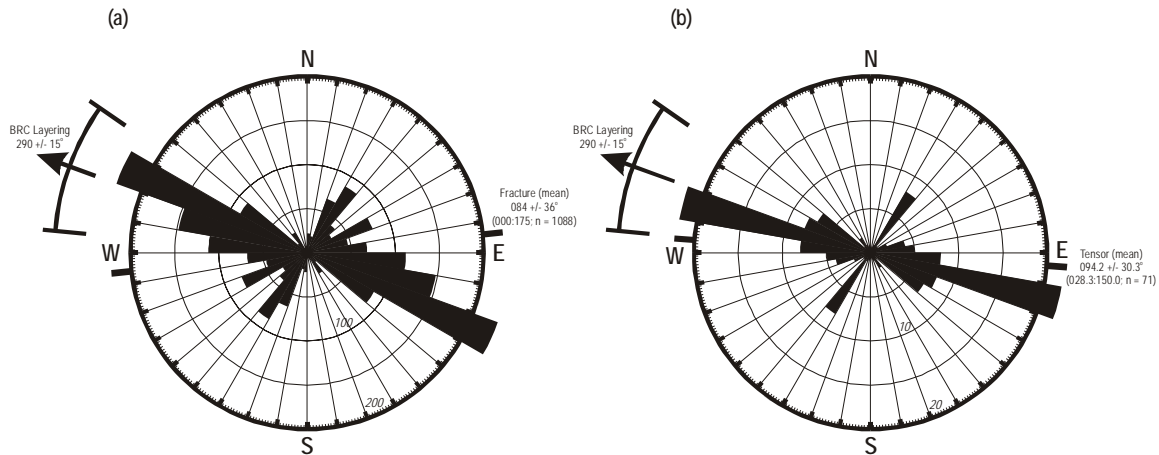 (a)
(b)
N
N
BRC Layering
290 +/- 15°
BRC Layering
290 +/- 15°
Fracture (mean)
084 +/- 36°
(000:175; n = 1088)
W
E
W
E
Tensor (mean)
094.2 +/- 30.3°
(028.3:150.0; n = 71)
100
10
200
20
S
S